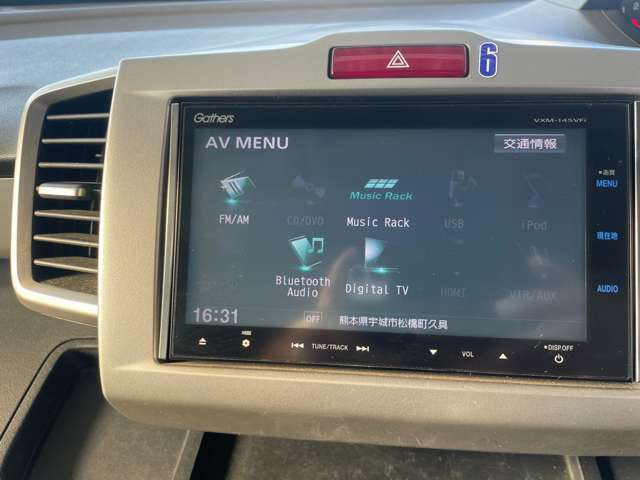 6
Gathers
VXM-145VFi
AV MENU
交通情報
画質
MENU
FM/AM
CD/DVD
Music Rack
Music Rack
USB
iPod
現在地
Bluetooth Audio
Digital TV
HDMI
VTR/AUX
AUDIO
16:31
OFF
熊本県宇城市松橋町久具
TUNE/TRACK
VOL
DISP.OFF